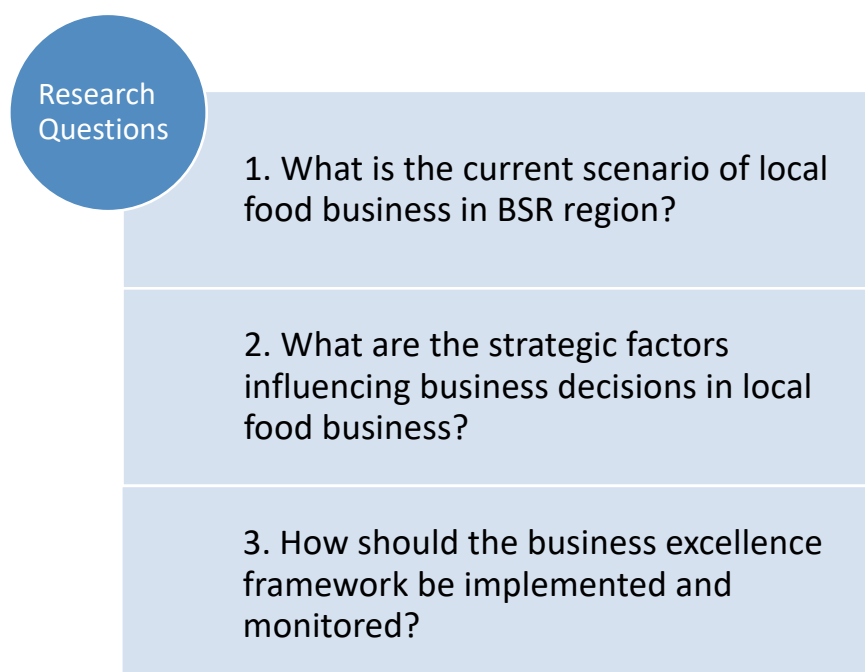 Research
Questions
1. What is the current scenario of local
food business in BSR region?
2. What are the strategic factors
influencing business decisions in local
food business?
3. How should the business excellence
framework be implemented and
monitored?